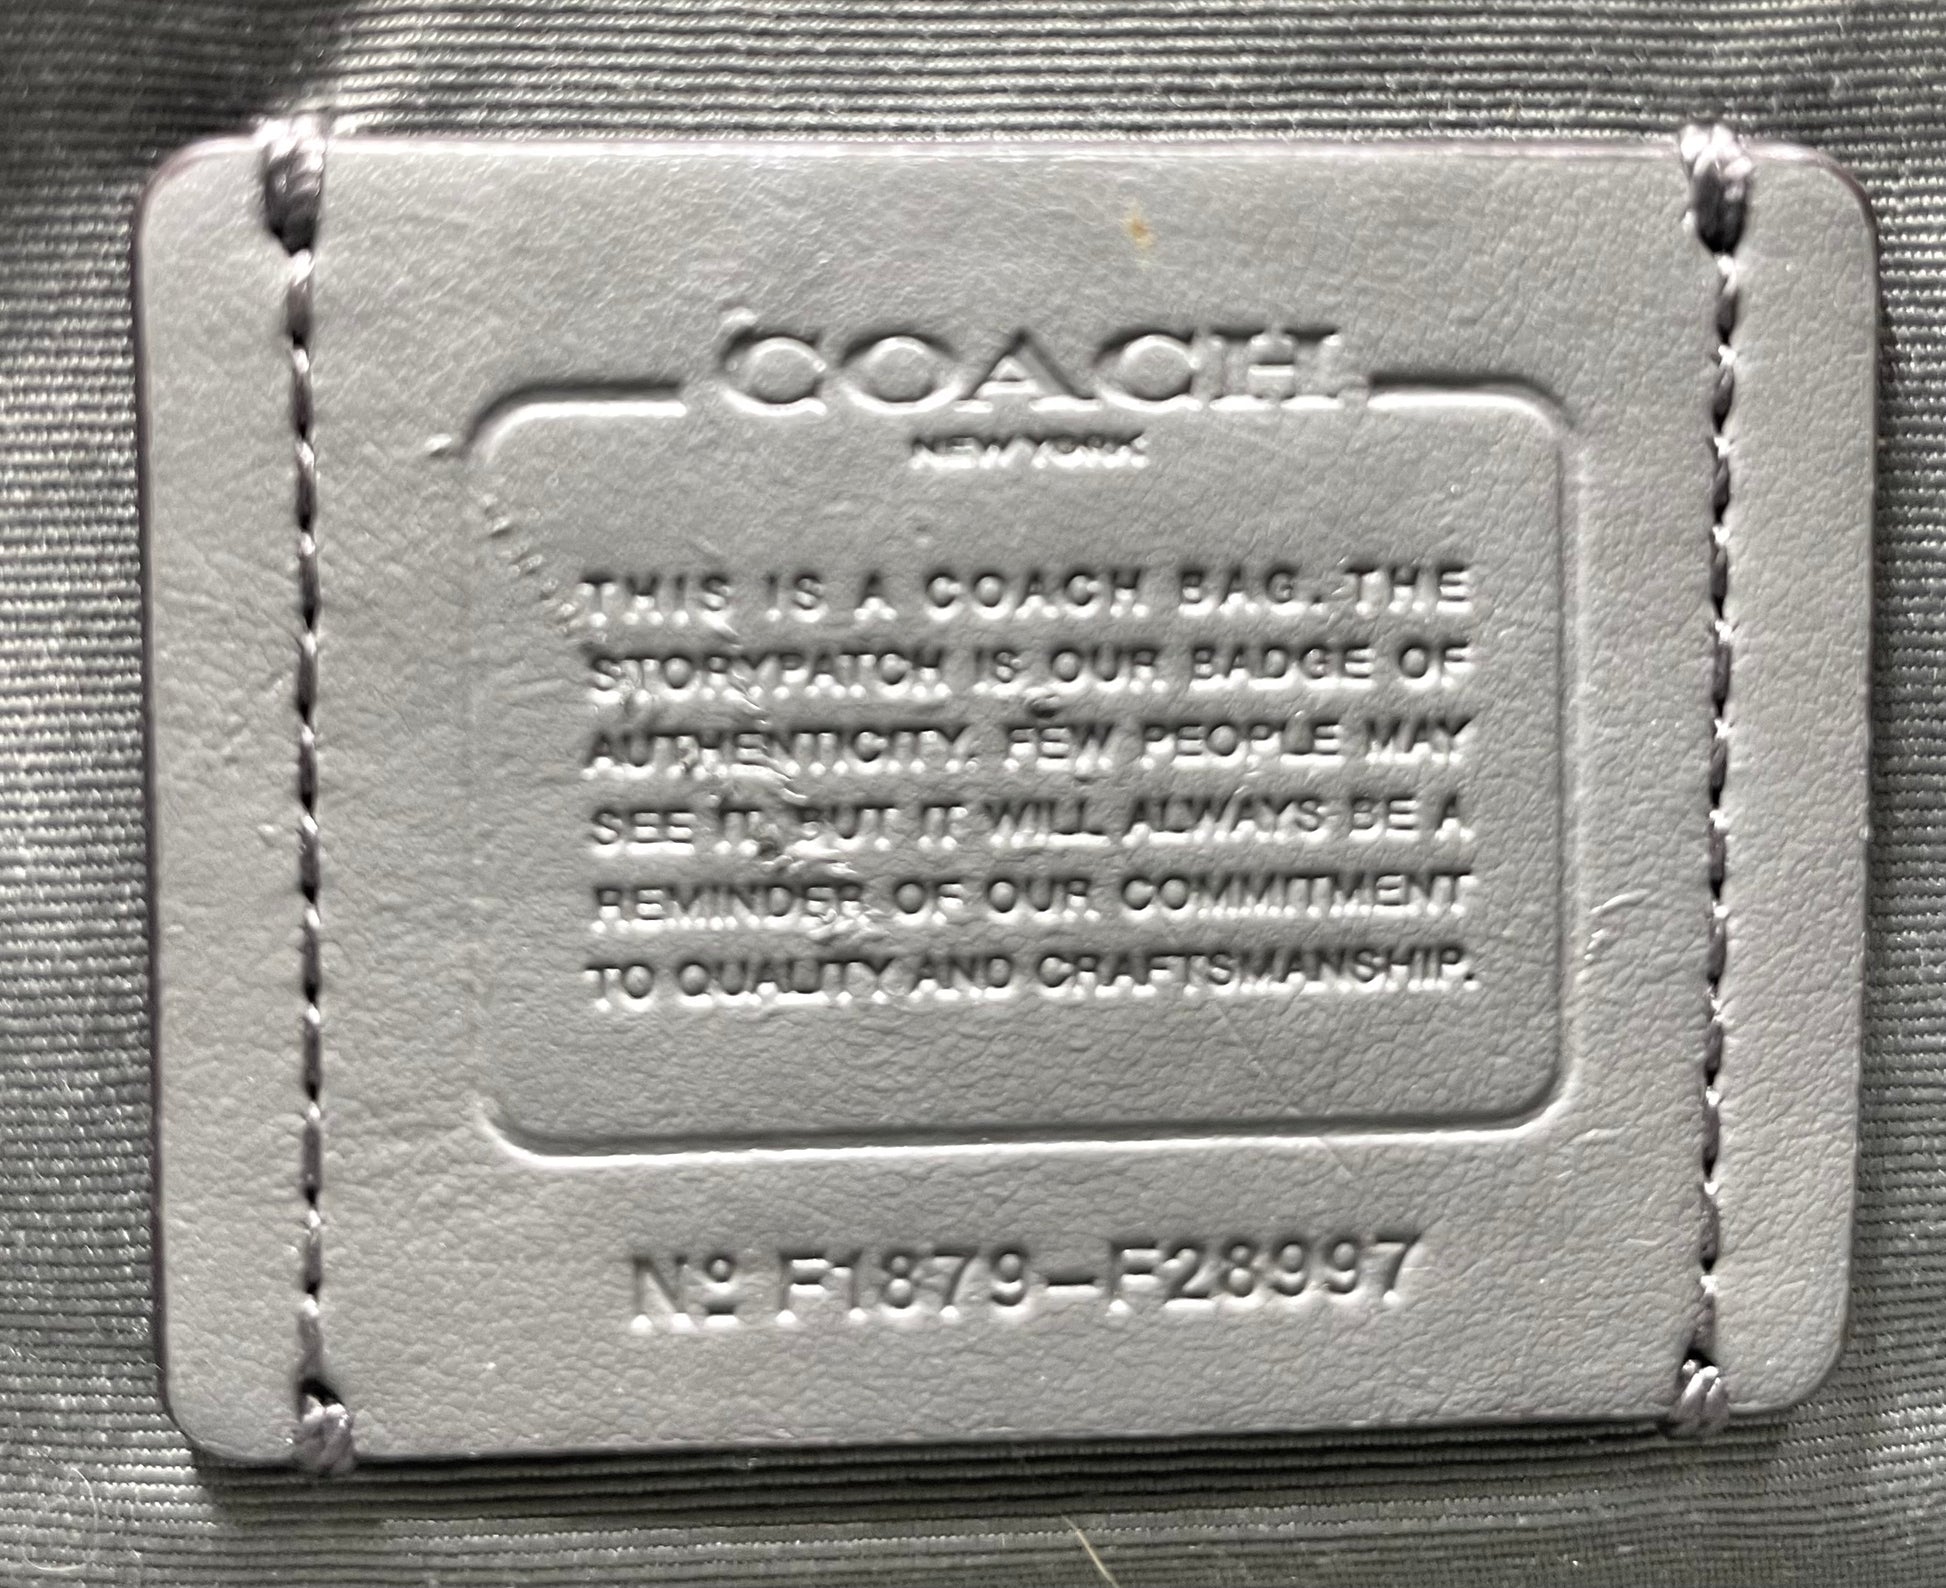 COACH
NEW YORK
THIS IS A COACH BAG. THE
STORYPATCH IS OUR BADGE OF
AUTHENTICITY. FEW PEOPLE MAY
SEE IT, BUT IT WILL ALWAYS BE A
REMINDER OF OUR COMMITMENT
TO QUALITY AND CRAFTSMANSHIP.
Nº F1879-F28997